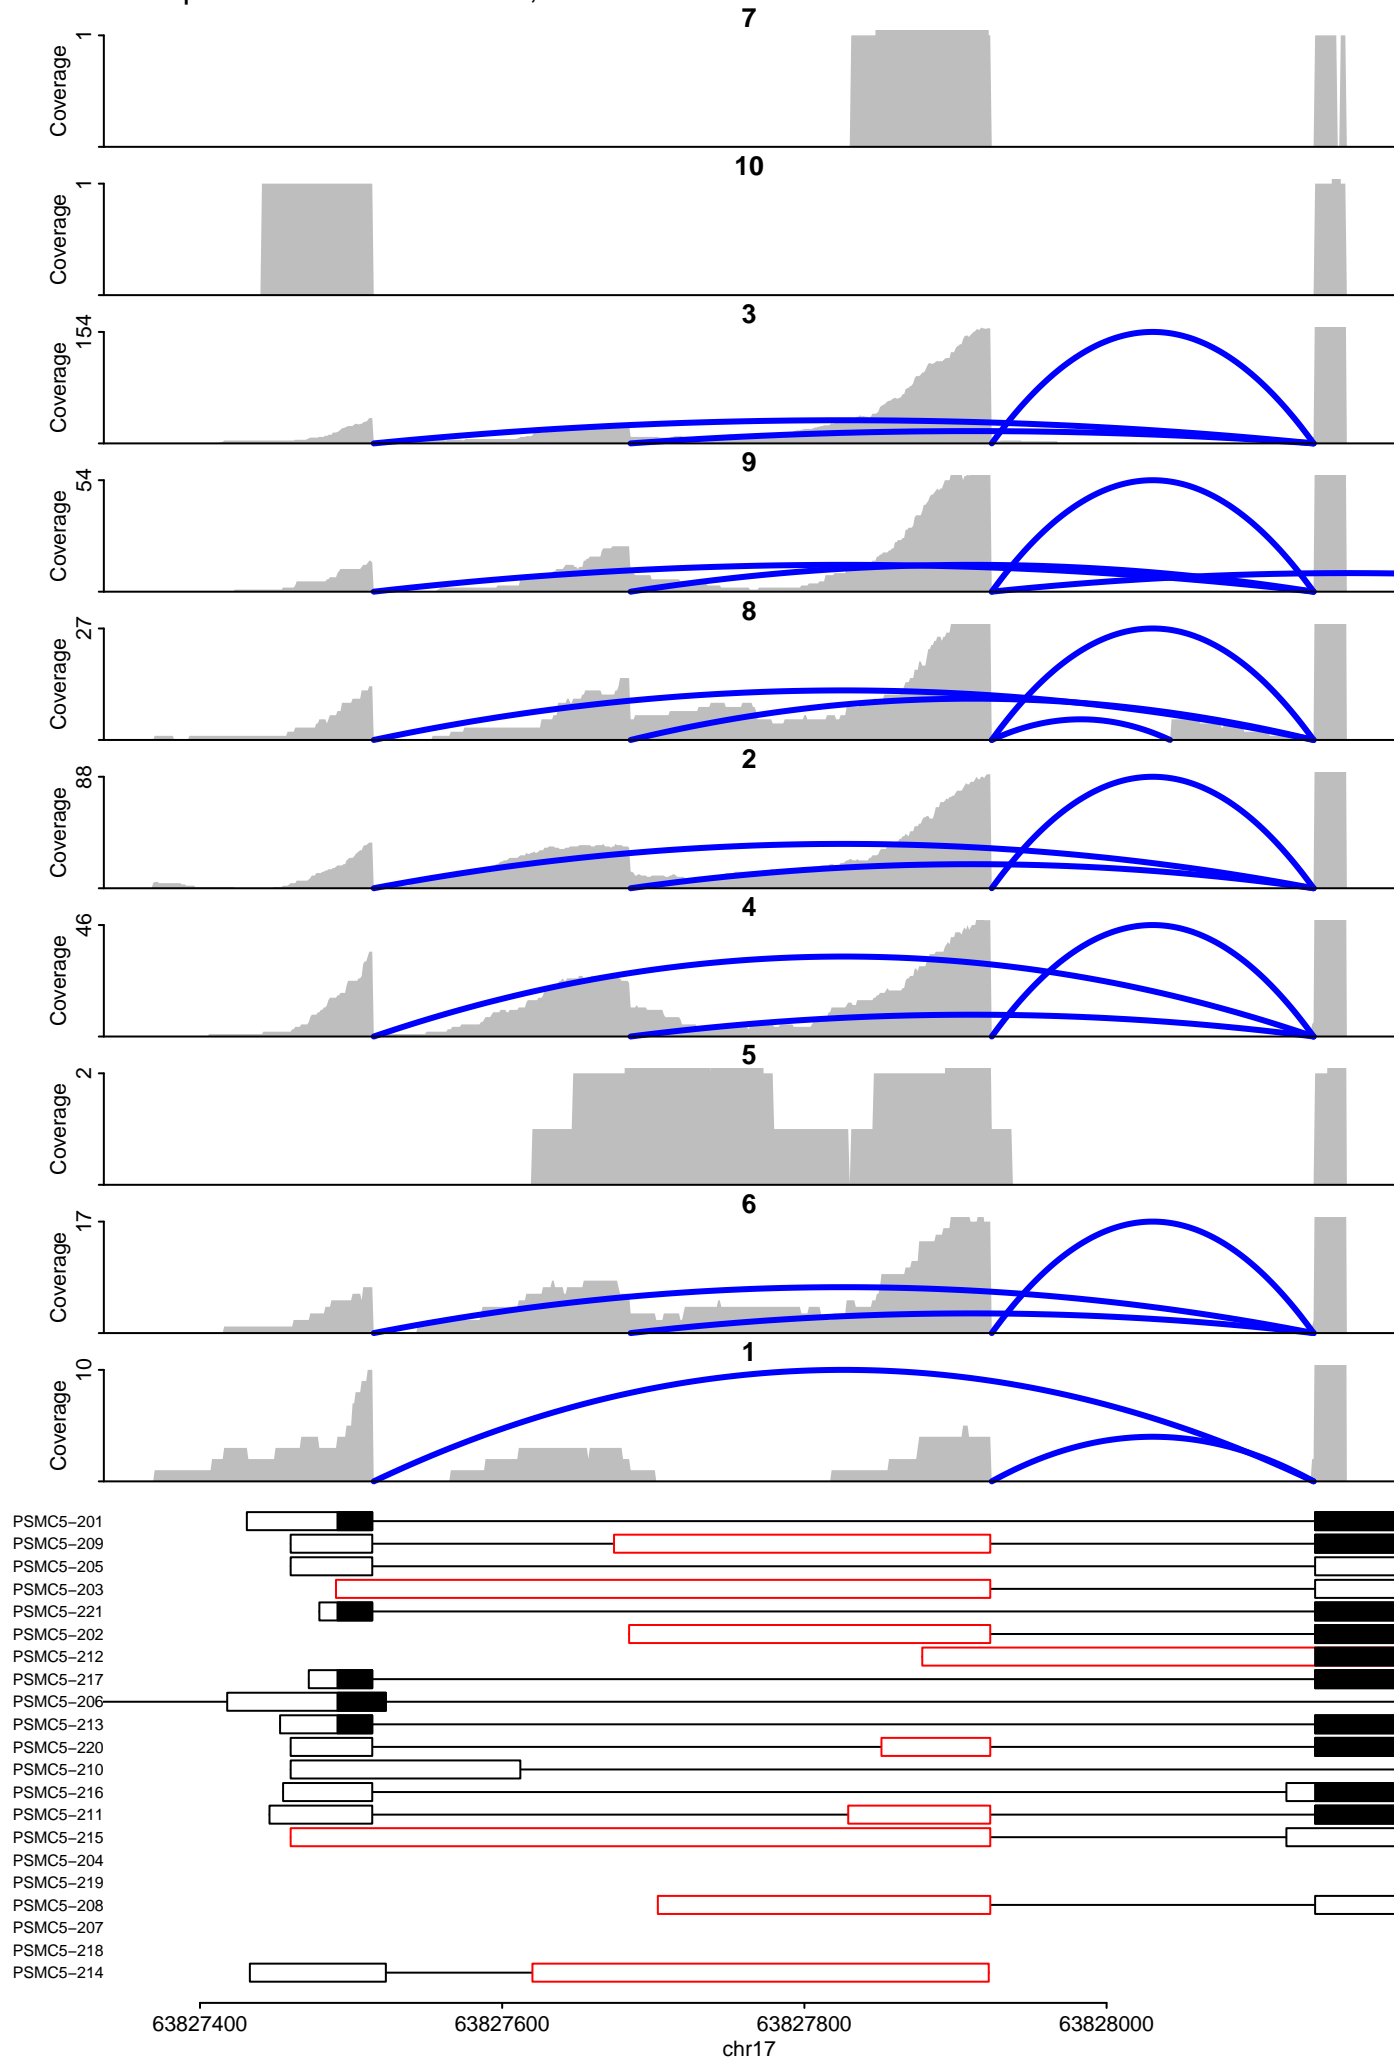 7
Coverage 1
10
Coverage 1
3
Coverage 154
9
Coverage 54
8
Coverage 27
2
Coverage 88
4
Coverage 46
5
Coverage 2
6
Coverage 17
1
Coverage 10
PSMC5−201
PSMC5−209
PSMC5−205
PSMC5−203
PSMC5−221
PSMC5−202
PSMC5−212
PSMC5−217
PSMC5−206
PSMC5−213
PSMC5−220
PSMC5−210
PSMC5−216
PSMC5−211
PSMC5−215
PSMC5−204
PSMC5−219
PSMC5−208
PSMC5−207
PSMC5−218
PSMC5−214
63827400 63827600 63827800 63828000
chr17